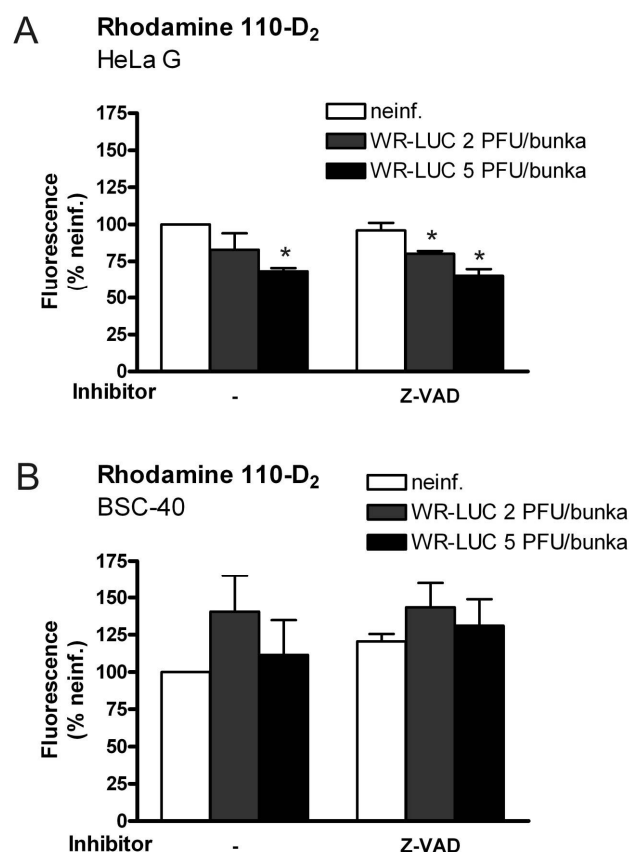 A
Rhodamine 110-D₂
HeLa G
neinf.
WR-LUC 2 PFU/bunka
WR-LUC 5 PFU/bunka
Fluorescence
(% neinf.)
175
150
125
100
75
50
25
0
*
*
*
Inhibitor
-
Z-VAD
B
Rhodamine 110-D₂
BSC-40
neinf.
WR-LUC 2 PFU/bunka
WR-LUC 5 PFU/bunka
Fluorescence
(% neinf.)
175
150
125
100
75
50
25
0
Inhibitor
-
Z-VAD